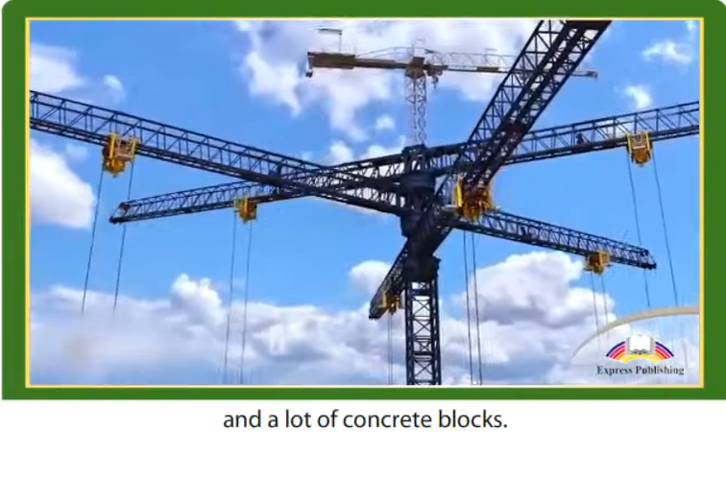 Express Publishing
and a lot of concrete blocks.